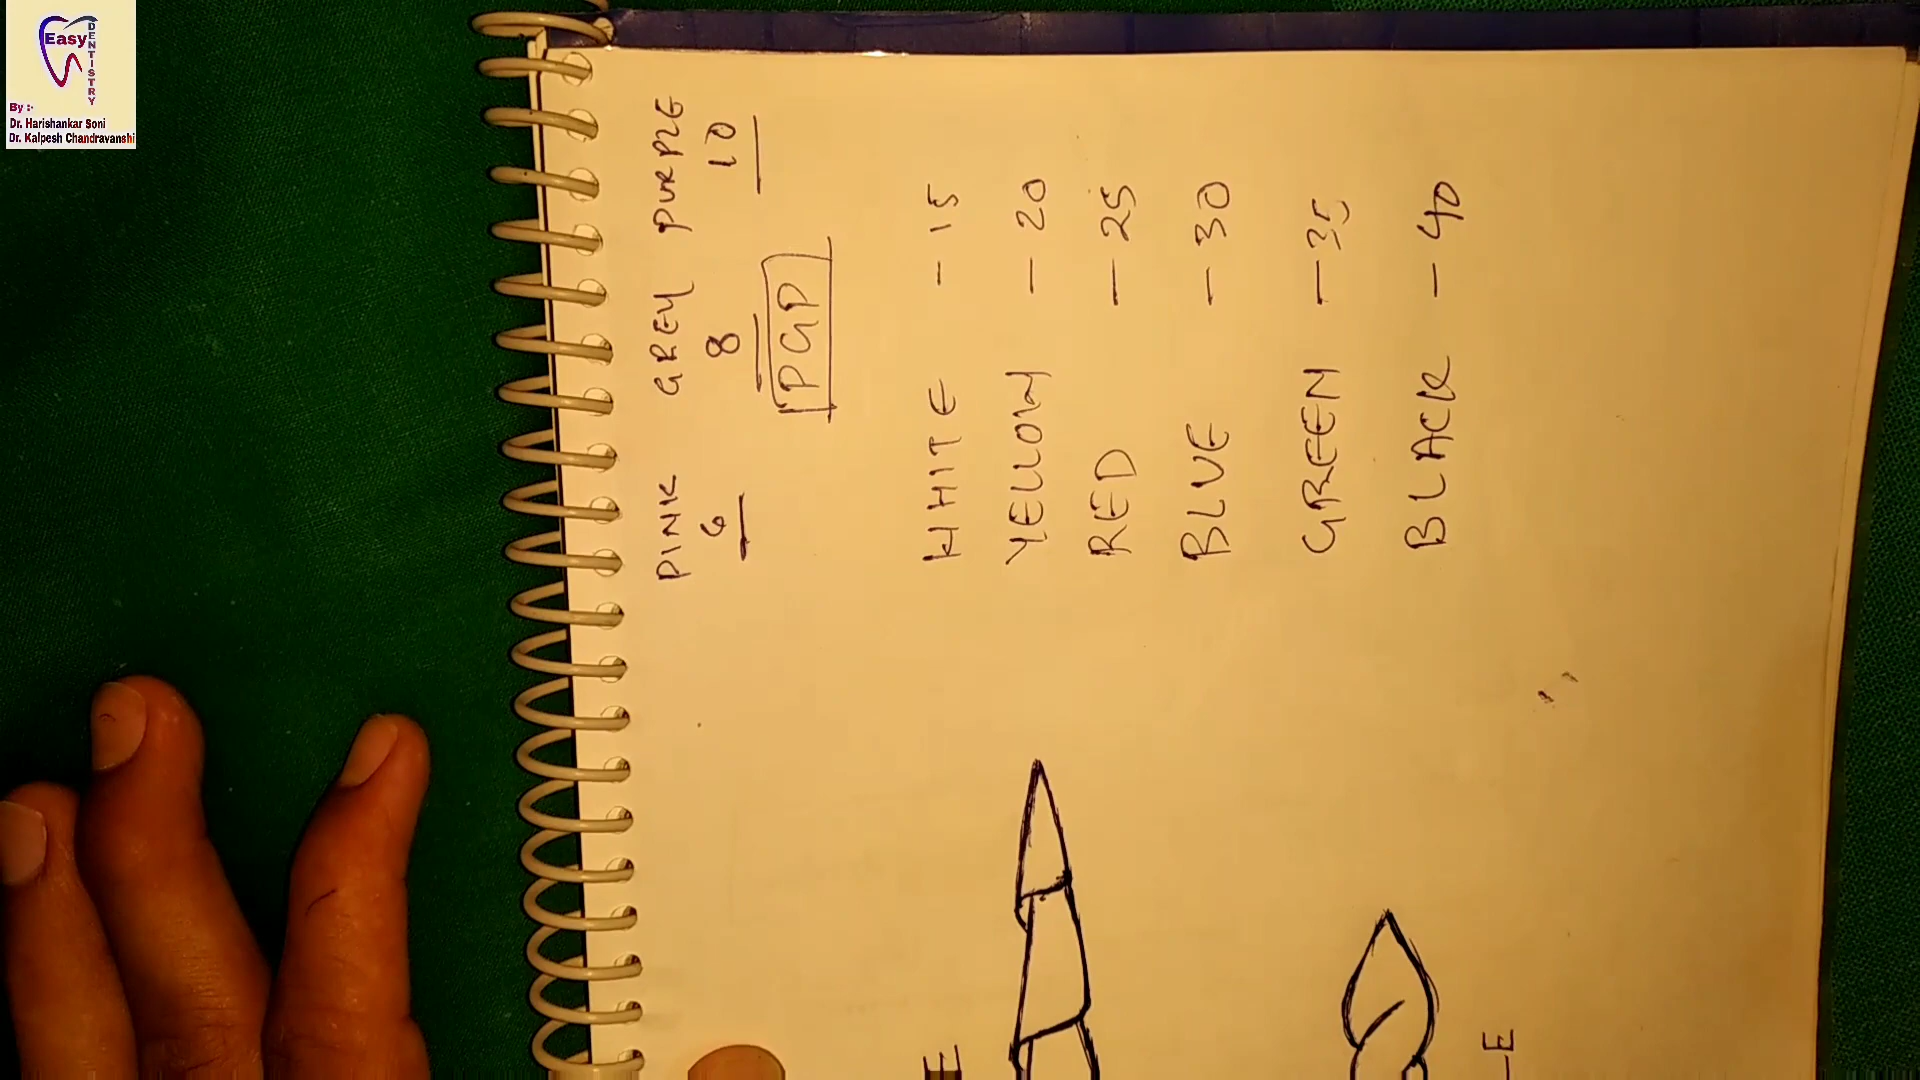 Easy
DENTISTRY
By :-
Dr. Harishankar Soni
Dr. Kalpesh Chandravanshi
PINK GREY PURPLE
6 8 10
PGP
WHITE - 15
YELLOW - 20
RED - 25
BLUE - 30
GREEN - 35
BLACK - 40